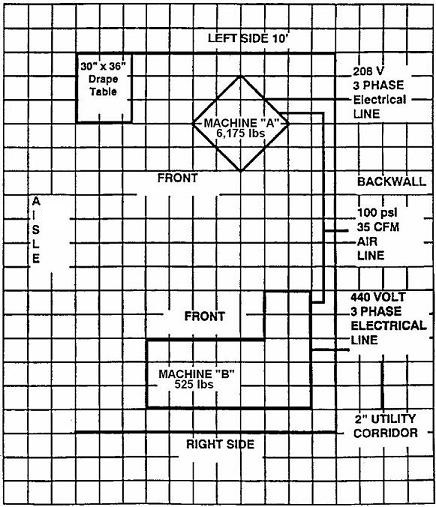 LEFT SIDE 10'
30" x 36"
Drape
Table
208 V
3 PHASE
Electrical
LINE
MACHINE "A"
6,175 lbs
FRONT
BACKWALL
A
I
S
L
E
100 psi
35 CFM
AIR
LINE
440 VOLT
3 PHASE
ELECTRICAL
LINE
FRONT
MACHINE "B"
525 lbs
2" UTILITY
CORRIDOR
RIGHT SIDE